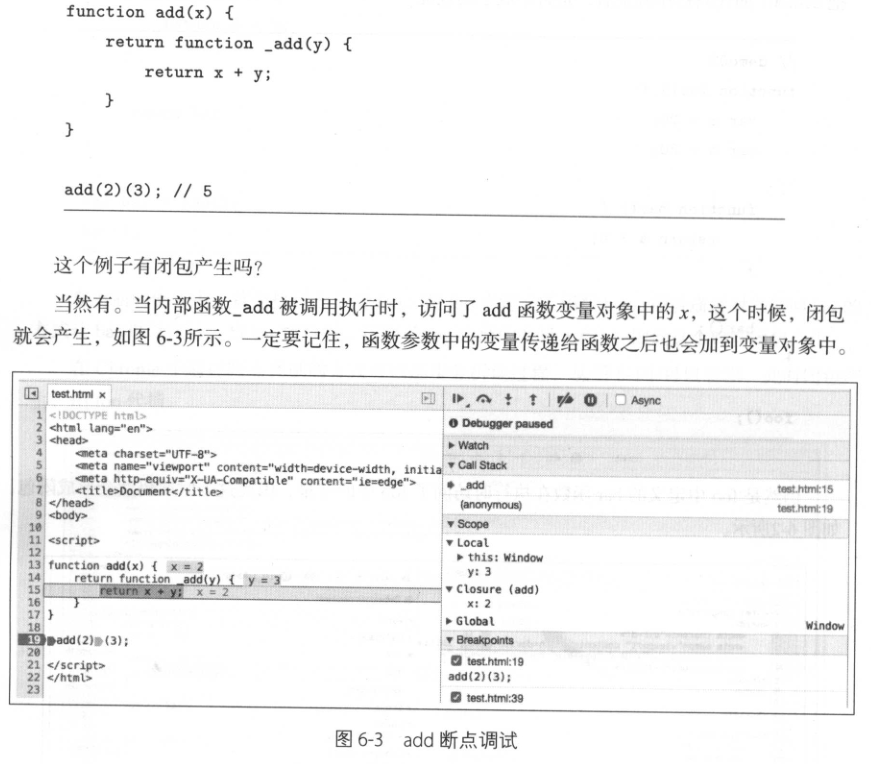 function add(x) {
return function _add(y) {
return x + y;
}
}
add(2)(3); // 5
这个例子有闭包产生吗?
当然有。当内部函数_add 被调用执行时，访问了 add 函数变量对象中的 x，这个时候，闭包
就会产生，如图 6-3所示。一定要记住，函数参数中的变量传递给函数之后也会加到变量对象中。
test.html ×
1 <!DOCTYPE html>
2 <html lang="en">
3 <head>
4 <meta charset="UTF-8">
5 <meta name="viewport" content="width=device-width, initia
6 <meta http-equiv="X-UA-Compatible" content="ie=edge">
7 <title>Document</title>
8 </head>
9 <body>
10
11 <script>
12
13 function add(x) { x = 2
14 return function _add(y) { y = 3
15 return x + y; x = 2
16 }
17 }
18
19 add(2)(3);
20
21 </script>
22 </html>
23
Async
Debugger paused
Watch
Call Stack
_add test.html:15
(anonymous) test.html:19
Scope
Local
this: Window
y: 3
Closure (add)
x: 2
Global Window
Breakpoints
test.html:19
add(2)(3);
test.html:39
图 6-3 add 断点调试